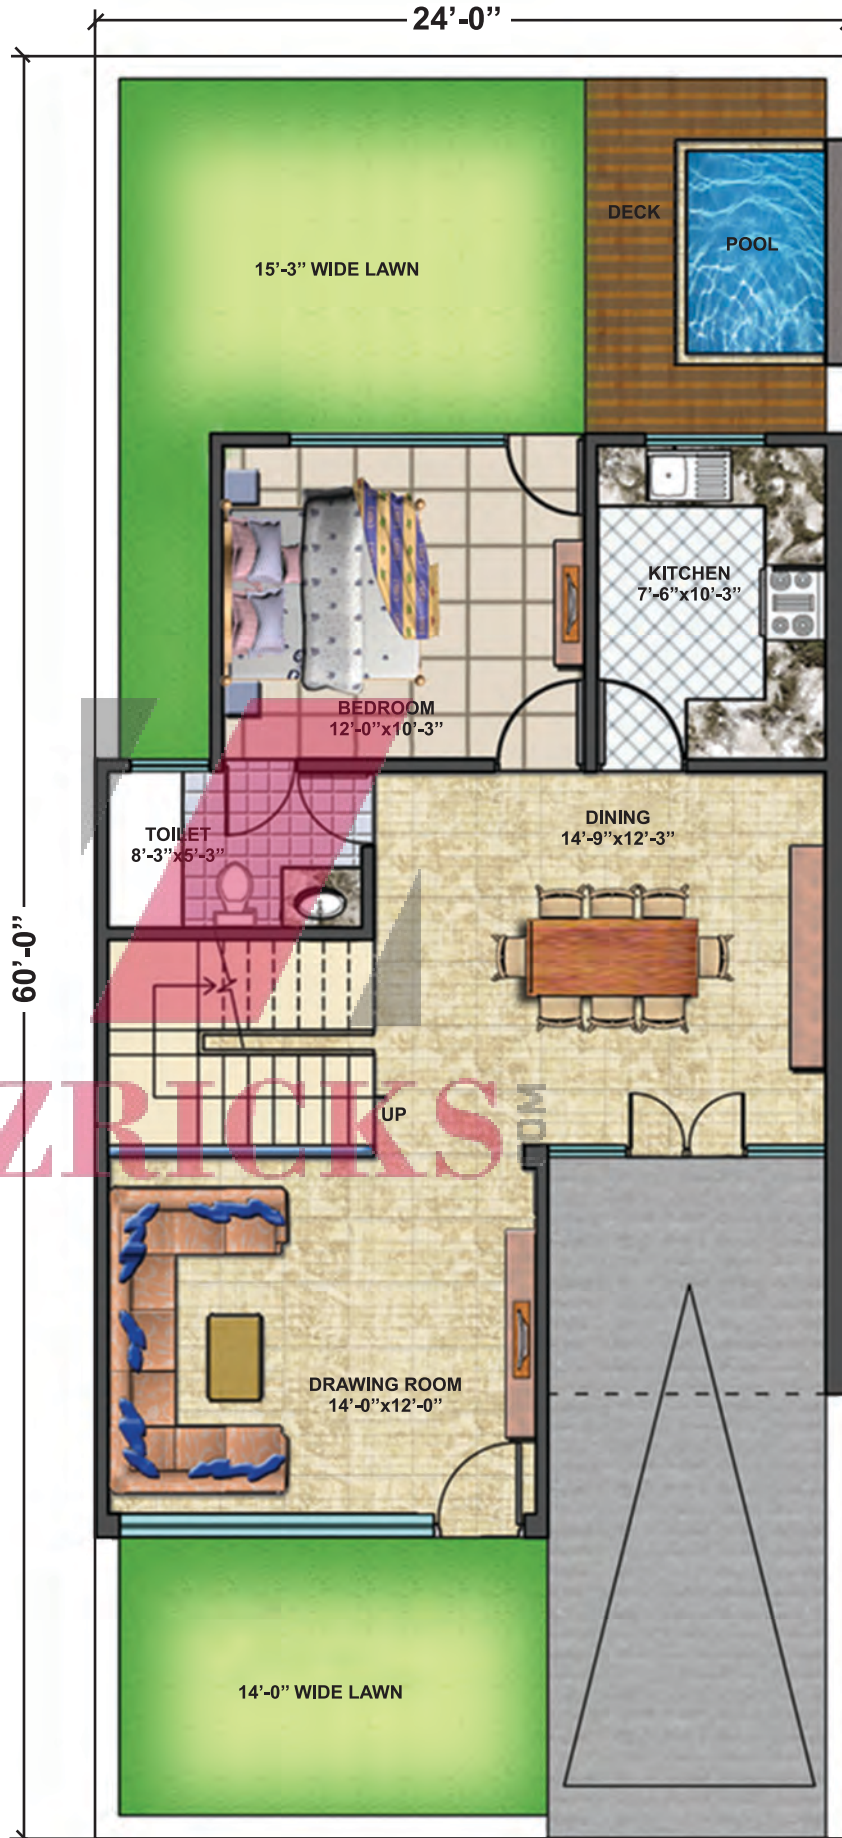 24’-0”
DECK
POOL
15’-3” WIDE LAWN
KITCHEN
7’-6”x10’-3”
BEDROOM
12’-0”x10’-3”
DINING
14’-9”x12’-3”
TOILET
8’-3”x5’-3”
60’-0”
UP
ZRICKS
.COM
DRAWING ROOM
14’-0”x12’-0”
14’-0” WIDE LAWN